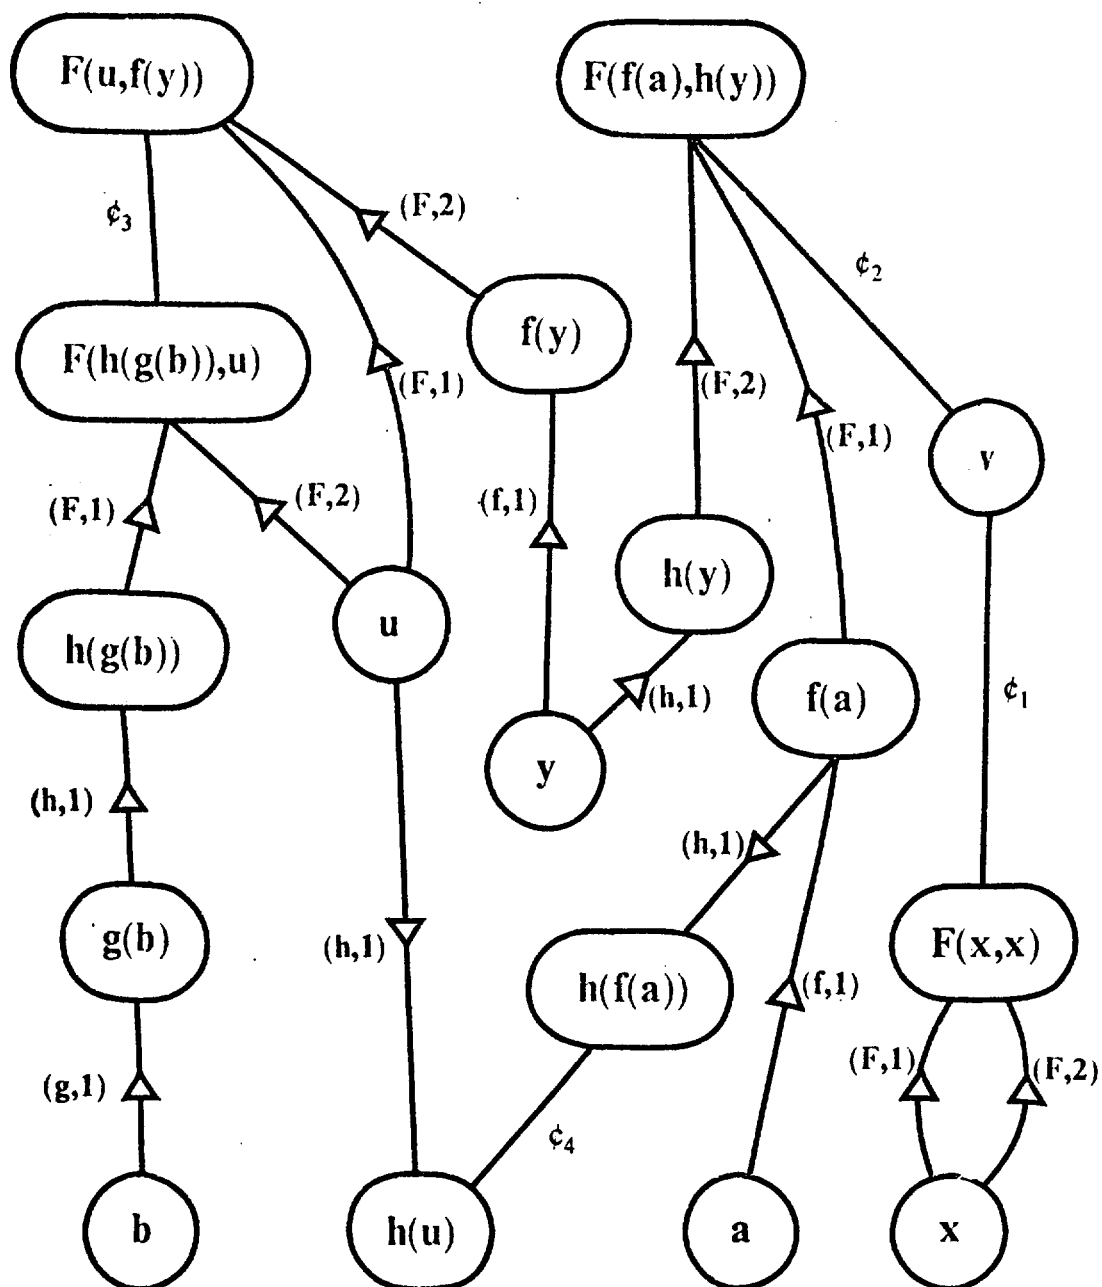 F(u,f(y))
F(f(a),h(y))
(F,2)
¢3
¢2
f(y)
F(h(g(b)),u)
(F,1)
(F,2)
(F,1)
v
(F,1)
(F,2)
(f,1)
h(y)
u
h(g(b))
(h,1)
f(a)
¢1
y
(h,1)
(h,1)
g(b)
(h,1)
F(x,x)
h(f(a))
(f,1)
(F,1)
(F,2)
(g,1)
¢4
b
h(u)
a
x